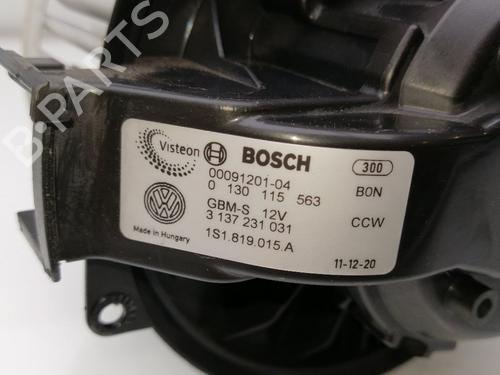 B-PARTS
Visteon BOSCH 300
00091201-04
0 130 115 563 B0N
GBM-S 12V
3 137 231 031 CCW
Made in Hungary 1S1.819.015.A 11-12-20